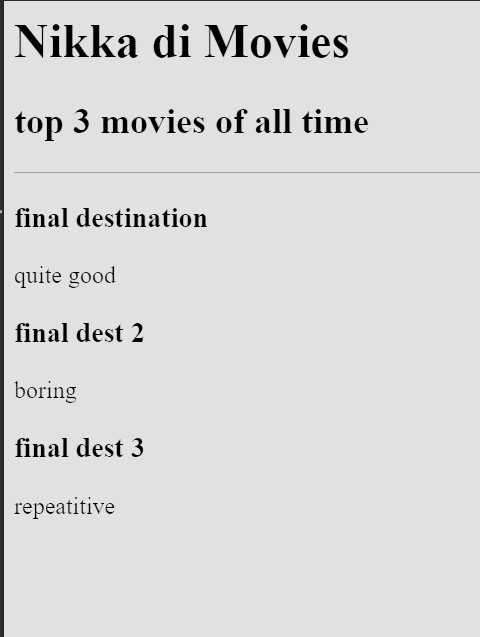 Nikka di Movies
top 3 movies of all time
final destination
quite good
final dest 2
boring
final dest 3
repeatitive